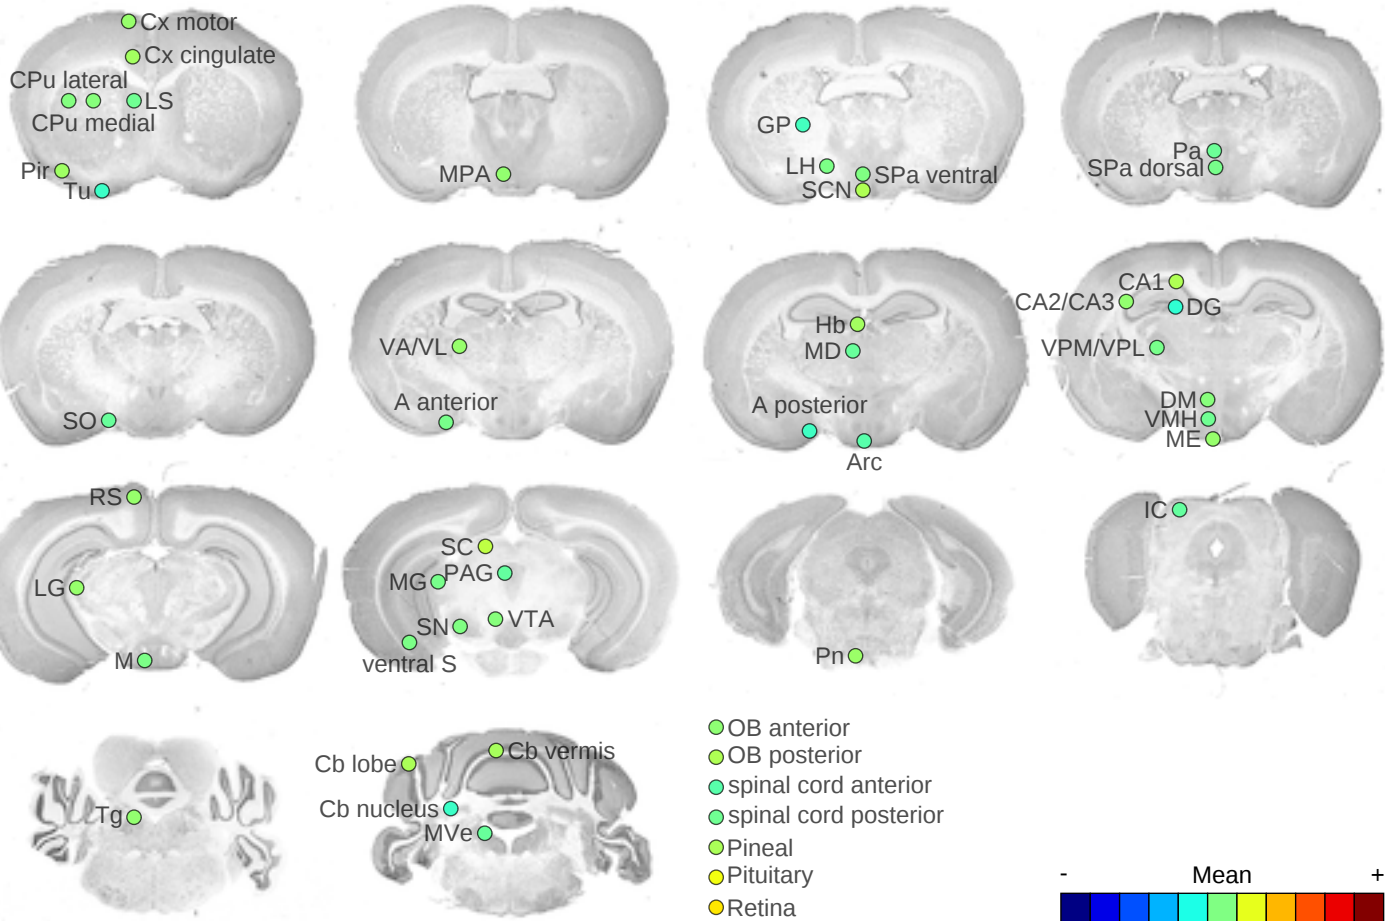 Cx motor
Cx cingulate
CPu lateral
LS
CPu medial
Pir
Tu
MPA
GP
LH
SPa ventral
SCN
Pa
SPa dorsal
SO
VA/VL
A anterior
Hb
MD
A posterior
Arc
CA1
CA2/CA3
DG
VPM/VPL
DM
VMH
ME
RS
LG
M
SC
PAG
MG
SN
VTA
ventral S
Pn
IC
Tg
Cb lobe
Cb vermis
Cb nucleus
MVe
OB anterior
OB posterior
spinal cord anterior
spinal cord posterior
Pineal
Pituitary
Retina
- Mean +